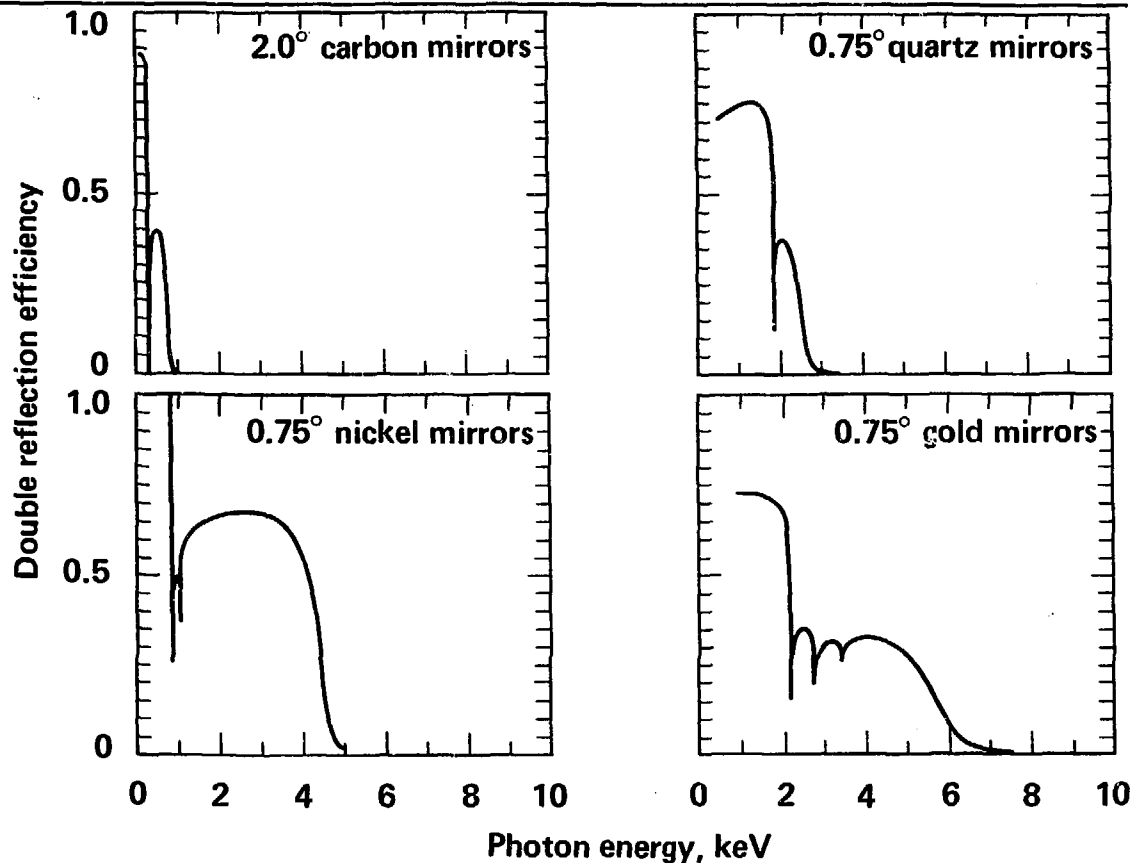 1.0
2.0° carbon mirrors
0.75° quartz mirrors
0.5
0
Double reflection efficiency
1.0
0.75° nickel mirrors
0.75° gold mirrors
0.5
0
0 2 4 6 8 10
0 2 4 6 8 10
Photon energy, keV